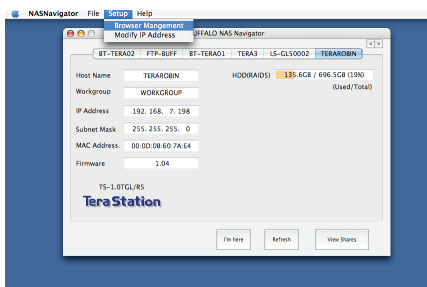 NASNavigator File Setup Help
Browser Mangement
Modify IP Address
UFFALO NAS Navigator
BT-TERA02 FTP-BUFF BT-TERA01 TERA3 LS-GL50002 TERAROBIN
Host Name TERAROBIN HDD(RAID5) 135.6GB / 696.5GB (19%)
(Used/Total)
Workgroup WORKGROUP
IP Address 192. 168. 7. 198
Subnet Mask 255. 255. 255. 0
MAC Address 00:0D:0B:60:7A:E4
Firmware 1.04
TS-1.0TGL/R5
TeraStation
I'm here Refresh View Shares